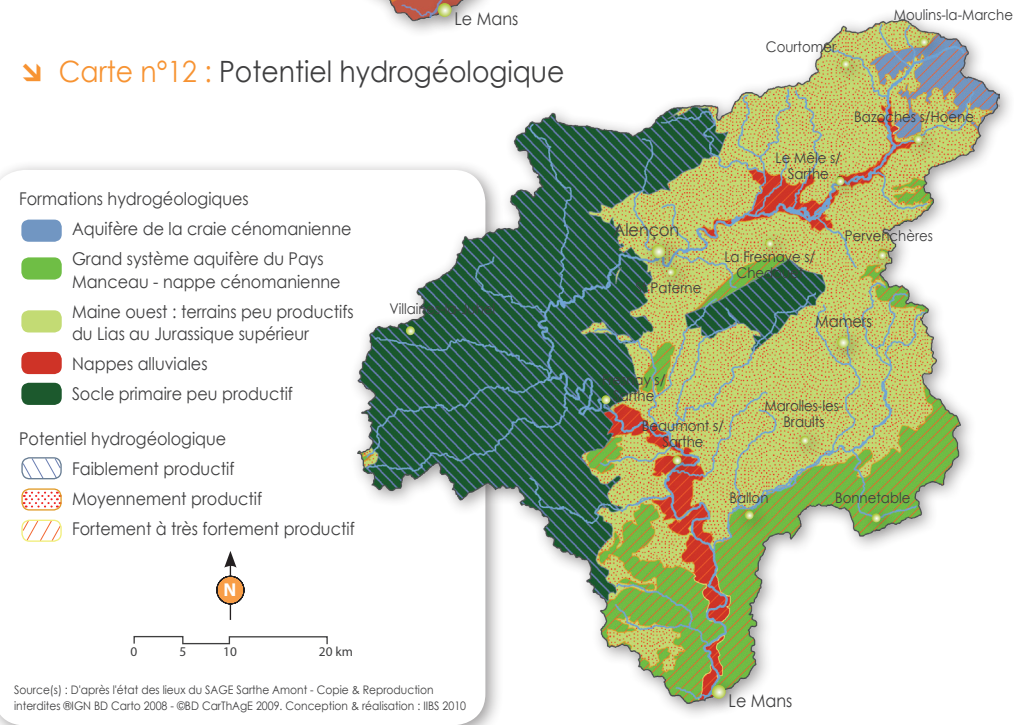 Le Mans
➘ Carte n°12 : Potentiel hydrogéologique
Formations hydrogéologiques
Aquifère de la craie cénomanienne
Grand système aquifère du Pays
Manceau - nappe cénomanienne
Maine ouest : terrains peu productifs
du Lias au Jurassique supérieur
Nappes alluviales
Socle primaire peu productif
Potentiel hydrogéologique
Faiblement productif
Moyennement productif
Fortement à très fortement productif
N
0 5 10 20 km
Source(s) : D'après l'état des lieux du SAGE Sarthe Amont - Copie & Reproduction
interdites ®IGN BD Carto 2008 - ©BD CarThAgE 2009. Conception & réalisation : IIBS 2010
Moulins-la-Marche
Courtomer
Bazoches s/Hoene
Le Mêle s/
Sarthe
Alençon
Pervenchères
La Fresnaye s/
Paterne
Mamers
Marolles-les-
Braults
Beaumont s/
Sarthe
Ballon
Bonnetable
Le Mans